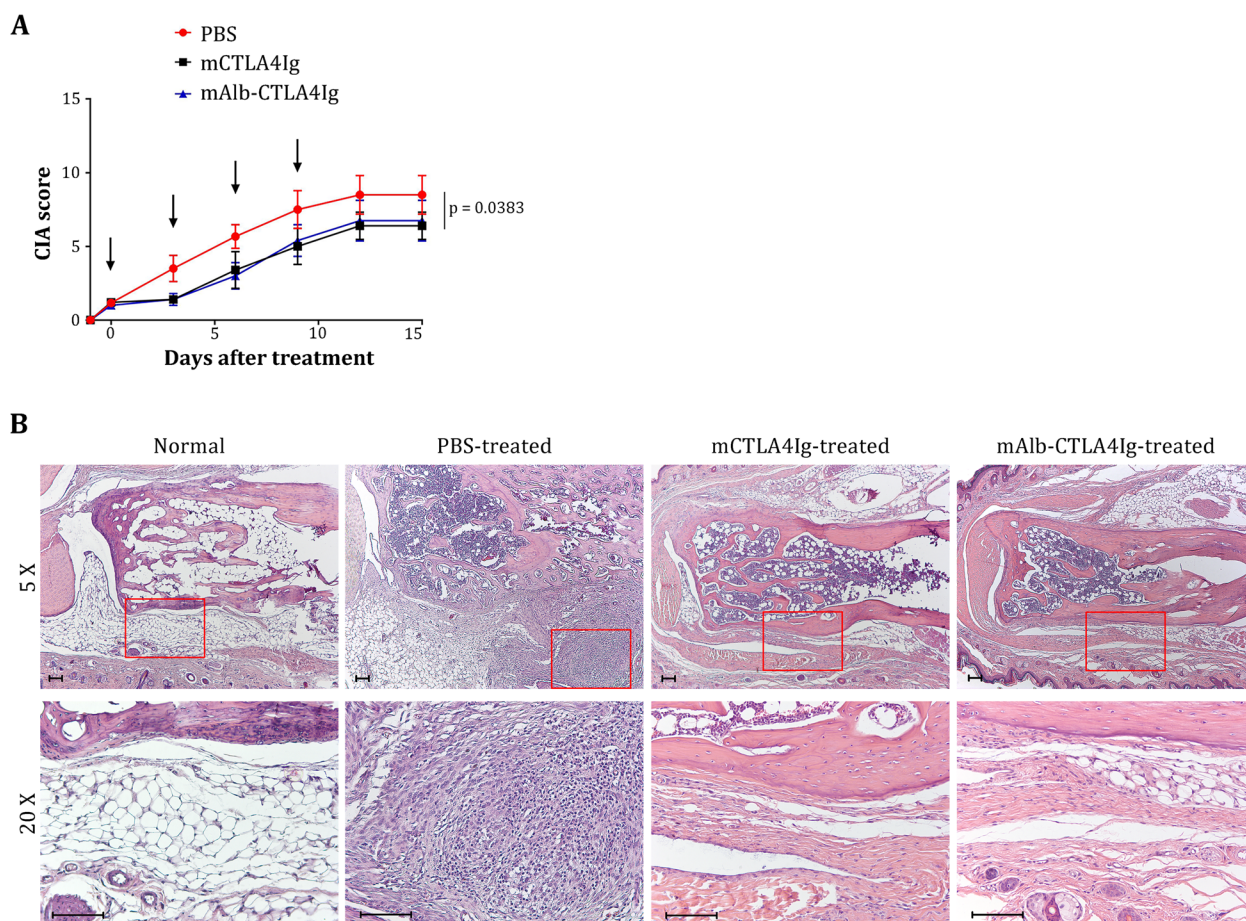 A
PBS
mCTLA4Ig
mAlb-CTLA4Ig
15
10
5
0
CIA score
p = 0.0383
0 5 10 15
Days after treatment
B
Normal PBS-treated mCTLA4Ig-treated mAlb-CTLA4Ig-treated
5 X
20 X